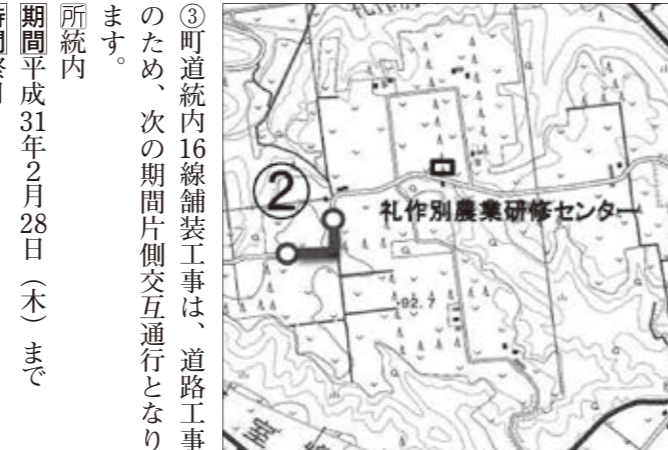 ②
礼作別農業研修センター
92.7
③町道統内16線舗装工事は、道路工事
のため、次の期間片側交互通行となり
ます。
所統内
期間平成31年2月28日（木）まで